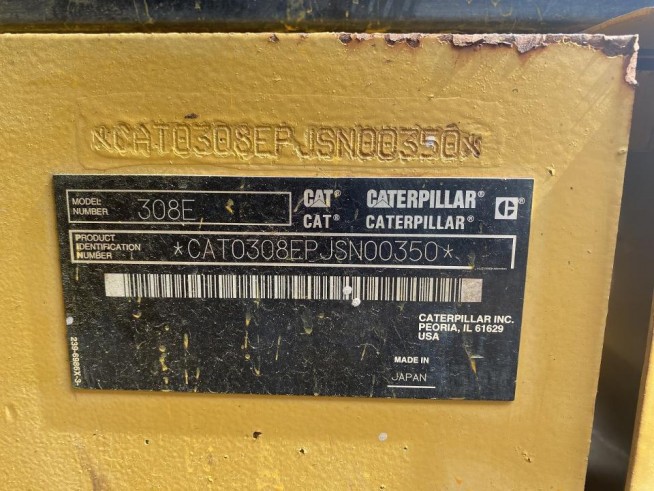 *CAT0308EPJSN00350*
MODEL NUMBER 308E
CAT® CATERPILLAR®
CAT® CATERPILLAR® C
PRODUCT IDENTIFICATION NUMBER *CAT0308EPJSN00350*
CATERPILLAR INC.
PEORIA, IL 61629
USA
MADE IN
JAPAN